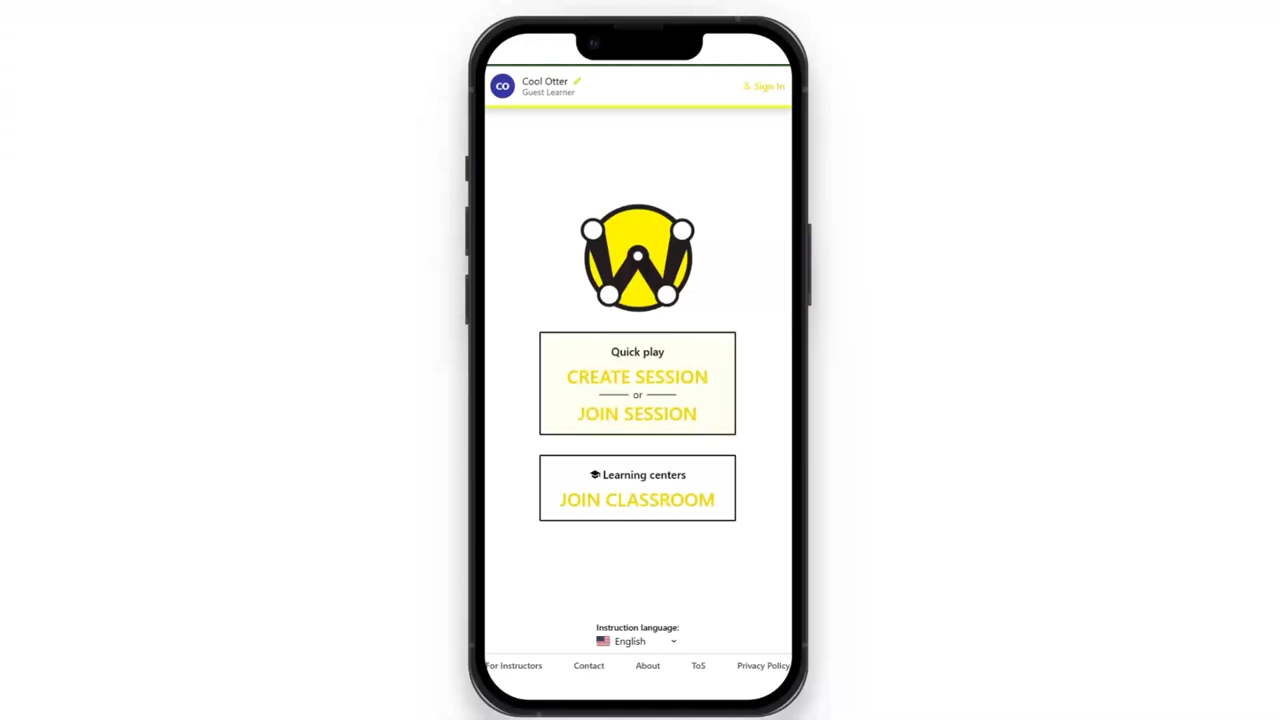 CO
Cool Otter
Guest Learner
Sign In
W
Quick play
CREATE SESSION
or
JOIN SESSION
Learning centers
JOIN CLASSROOM
Instruction language:
English
For Instructors
Contact
About
ToS
Privacy Policy